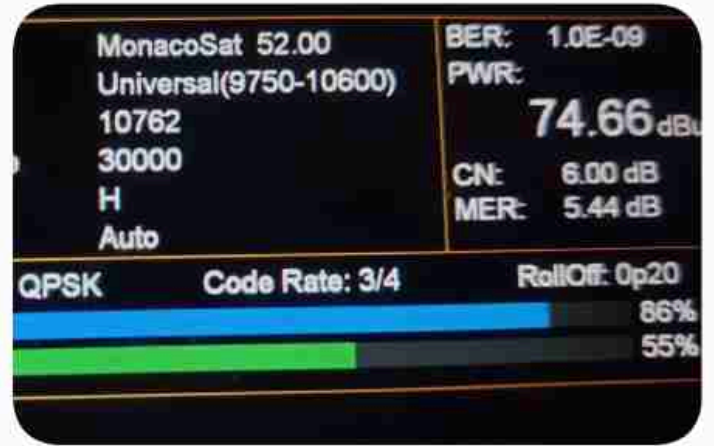 MonacoSat 52.00
Universal(9750-10600)
10762
30000
H
Auto
BER: 1.0E-09
PWR:
74.66
CN: 6.00 dB
MER: 5.44 dB
QPSK Code Rate: 3/4 RollOff: 0p20
86%
55%